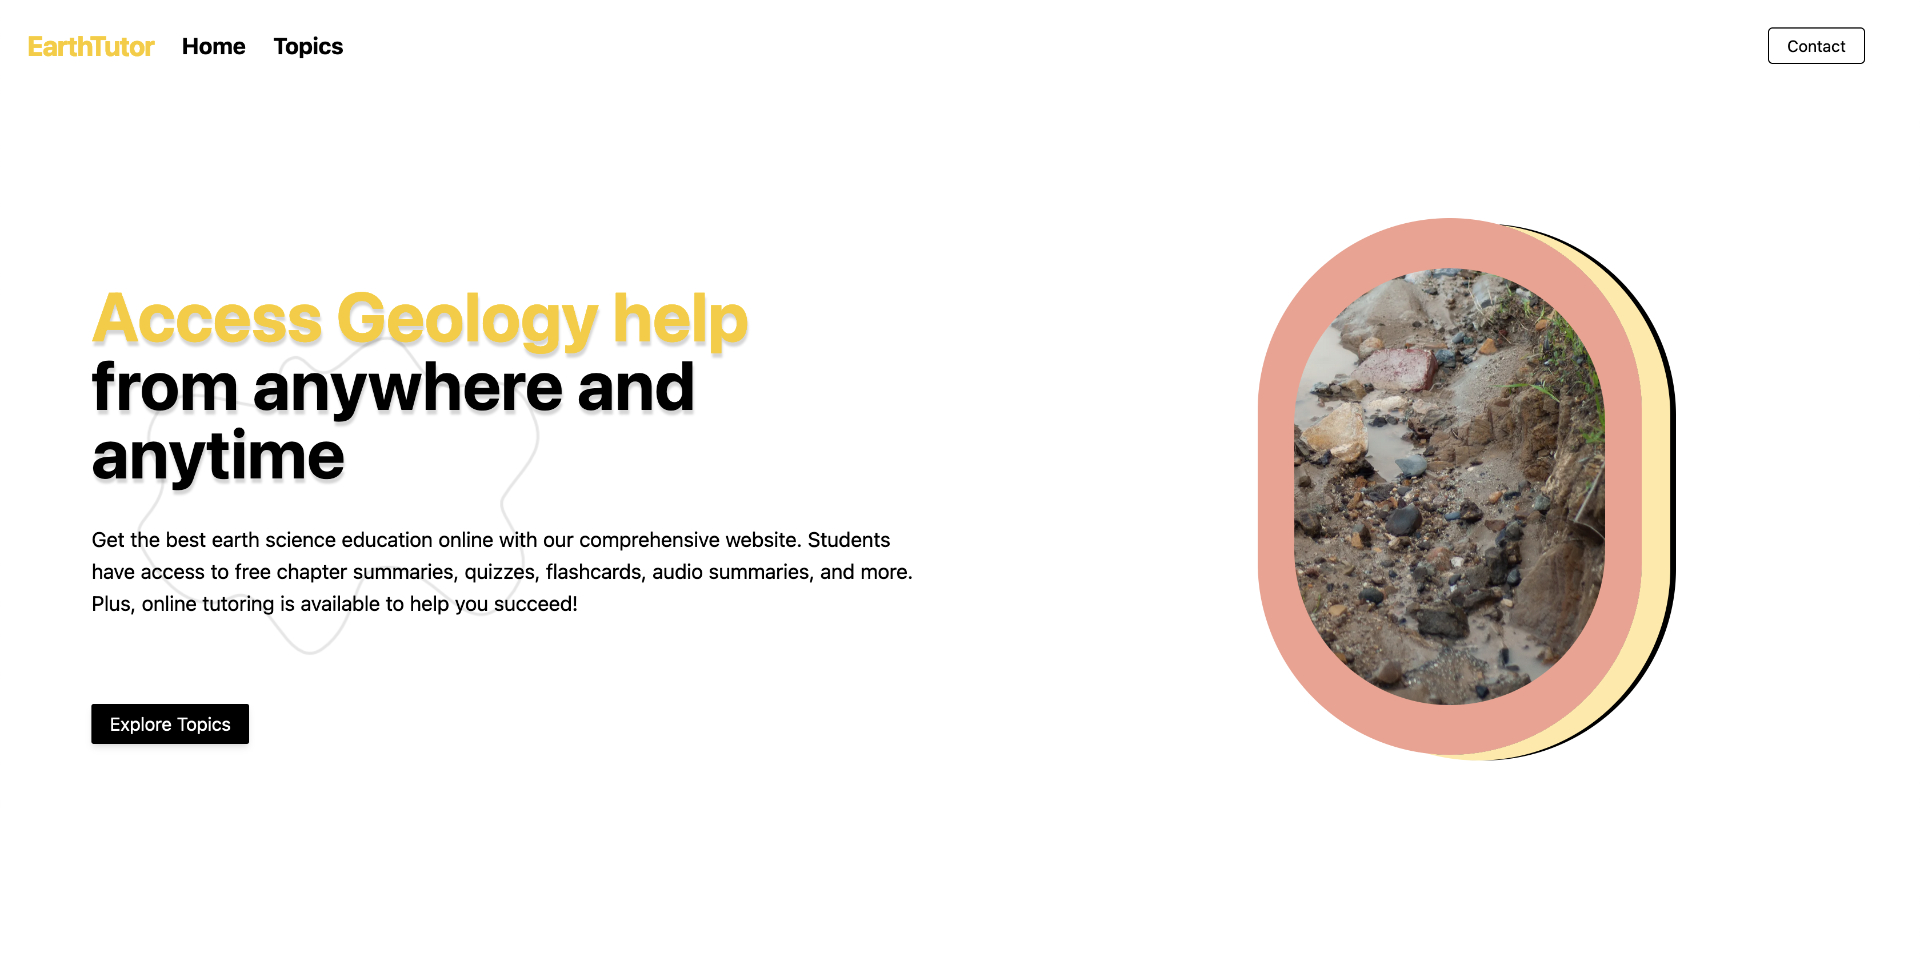 EarthTutor Home Topics Contact
Access Geology help
from anywhere and
anytime
Get the best earth science education online with our comprehensive website. Students
have access to free chapter summaries, quizzes, flashcards, audio summaries, and more.
Plus, online tutoring is available to help you succeed!
Explore Topics